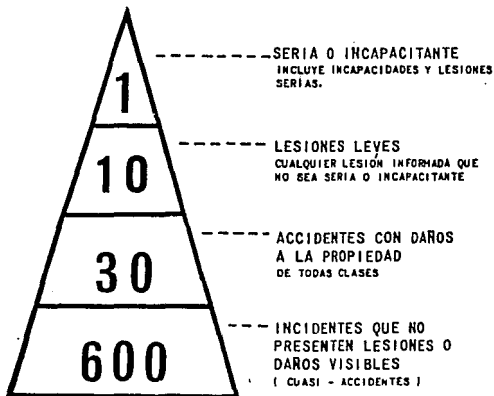 1
SERIA O INCAPACITANTE
INCLUYE INCAPACIDADES Y LESIONES
SERIAS.
10
LESIONES LEVES
CUALQUIER LESIÓN INFORMADA QUE
NO SEA SERIA O INCAPACITANTE
30
ACCIDENTES CON DAÑOS
A LA PROPIEDAD
DE TODAS CLASES
600
INCIDENTES QUE NO
PRESENTEN LESIONES O
DAÑOS VISIBLES
( CUASI - ACCIDENTES )